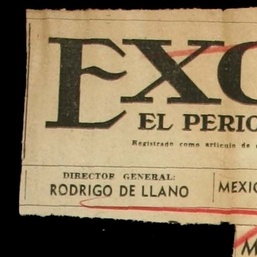 EXC
EL PERIO
Registrado como artículo de
DIRECTOR GENERAL:
RODRIGO DE LLANO
MEXIC
M